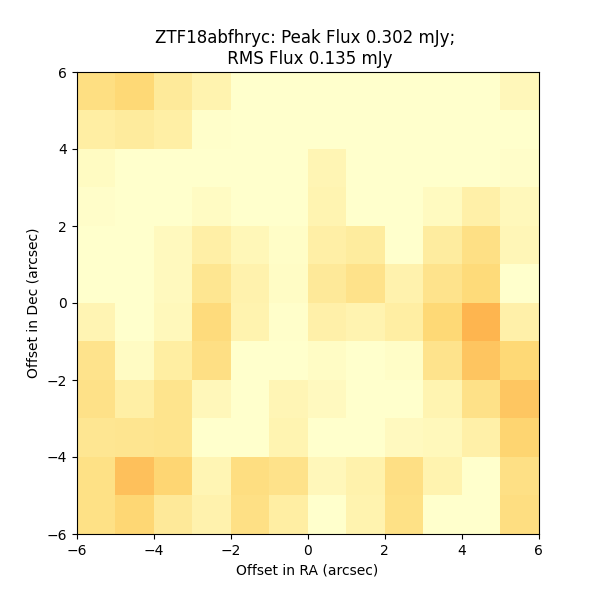 ZTF18abfhryc: Peak Flux 0.302 mJy;
RMS Flux 0.135 mJy
6
4
2
0
−2
−4
−6
Offset in Dec (arcsec)
−6 −4 −2 0 2 4 6
Offset in RA (arcsec)